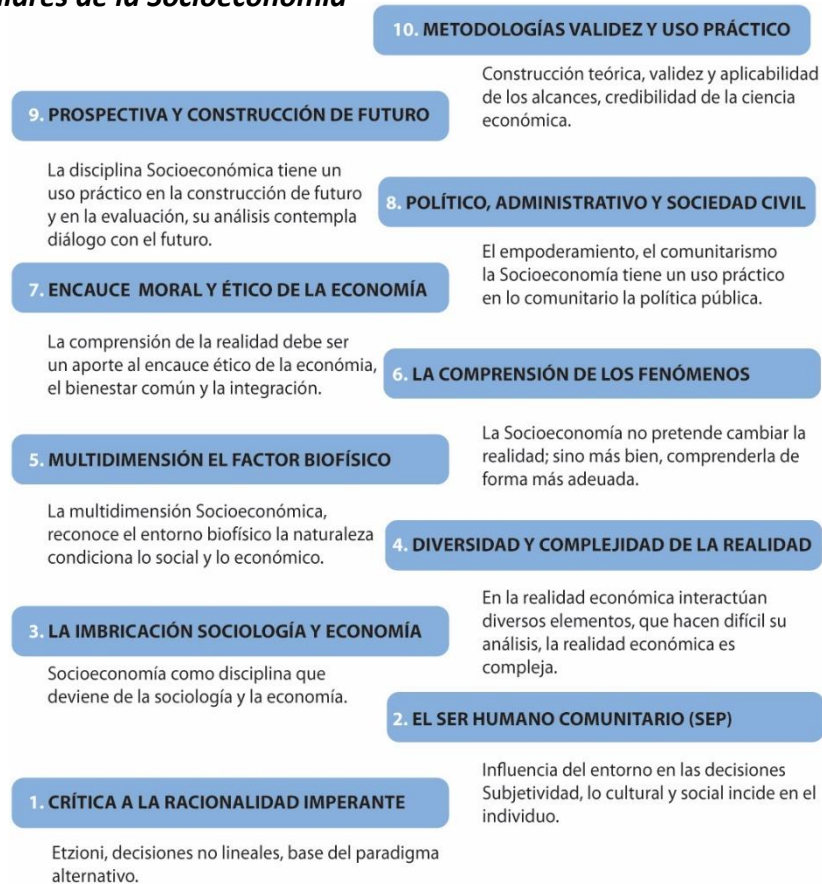 de la Socioeconomía
10. METODOLOGÍAS VALIDEZ Y USO PRÁCTICO
Construcción teórica, validez y aplicabilidad
de los alcances, credibilidad de la ciencia
económica.
9. PROSPECTIVA Y CONSTRUCCIÓN DE FUTURO
La disciplina Socioeconómica tiene un
uso práctico en la construcción de futuro
y en la evaluación, su análisis contempla
diálogo con el futuro.
8. POLÍTICO, ADMINISTRATIVO Y SOCIEDAD CIVIL
El empoderamiento, el comunitarismo
la Socioeconomía tiene un uso práctico
en lo comunitario la política pública.
7. ENCAUCE MORAL Y ÉTICO DE LA ECONOMÍA
La comprensión de la realidad debe ser
un aporte al encauce ético de la económia,
el bienestar común y la integración.
6. LA COMPRENSIÓN DE LOS FENÓMENOS
La Socioeconomía no pretende cambiar la
realidad; sino más bien, comprenderla de
forma más adeuada.
5. MULTIDIMENSIÓN EL FACTOR BIOFÍSICO
La multidimensión Socioeconómica,
reconoce el entorno biofísico la naturaleza
condiciona lo social y lo económico.
4. DIVERSIDAD Y COMPLEJIDAD DE LA REALIDAD
En la realidad económica interactúan
diversos elementos, que hacen difícil su
análisis, la realidad económica es
compleja.
3. LA IMBRICACIÓN SOCIOLOGÍA Y ECONOMÍA
Socioeconomía como disciplina que
deviene de la sociología y la economía.
2. EL SER HUMANO COMUNITARIO (SEP)
Influencia del entorno en las decisiones
Subjetividad, lo cultural y social incide en el
individuo.
1. CRÍTICA A LA RACIONALIDAD IMPERANTE
Etzioni, decisiones no lineales, base del paradigma
alternativo.